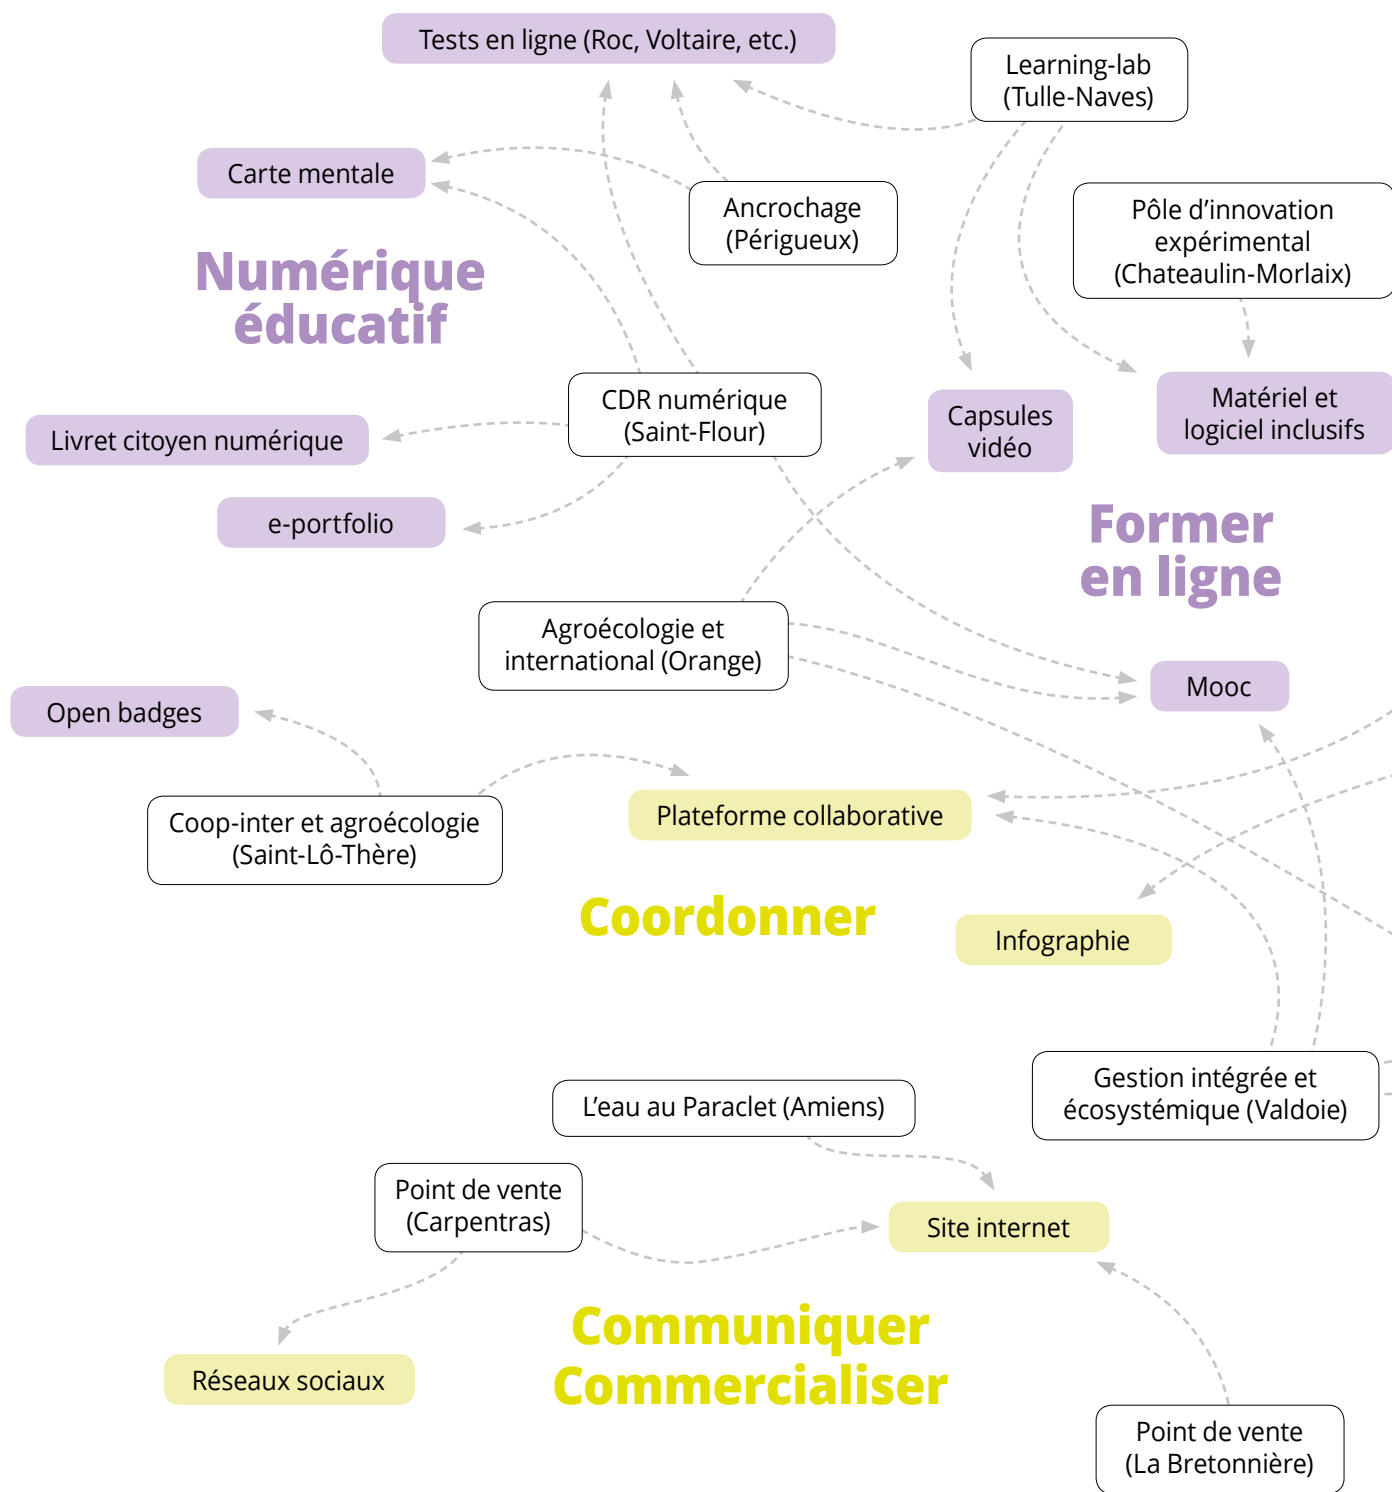 Tests en ligne (Roc, Voltaire, etc.)
Learning-lab
(Tulle-Naves)
Carte mentale
Ancrochage
(Périgueux)
Pôle d’innovation
expérimental
(Chateaulin-Morlaix)
Numérique
éducatif
CDR numérique
(Saint-Flour)
Capsules
vidéo
Matériel et
logiciel inclusifs
Livret citoyen numérique
e-portfolio
Former
en ligne
Agroécologie et
international (Orange)
Mooc
Open badges
Coop-inter et agroécologie
(Saint-Lô-Thère)
Plateforme collaborative
Coordonner
Infographie
Gestion intégrée et
écosystémique (Valdoie)
L’eau au Paraclet (Amiens)
Point de vente
(Carpentras)
Site internet
Communiquer
Commercialiser
Réseaux sociaux
Point de vente
(La Bretonnière)